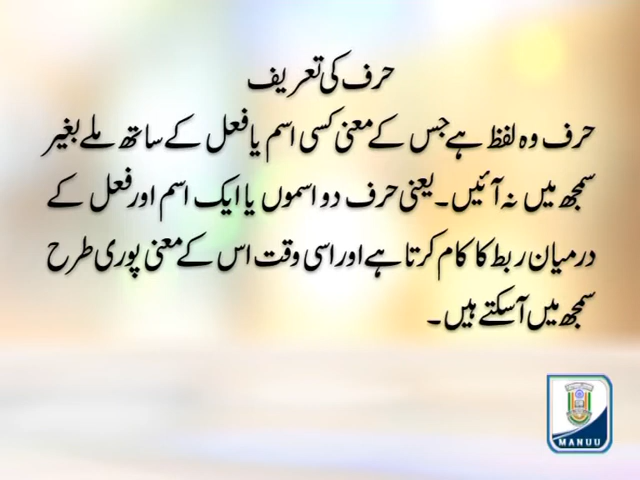 حرف کی تعریف
حرف وہ لفظ ہے جس کے معنی کسی اسم یا فعل کے ساتھ ملے بغیر
سمجھ میں نہ آئیں۔ یعنی حرف دو اسموں یا ایک اسم اور فعل کے
درمیان ربط کا کام کرتا ہے اور اسی وقت اس کے معنی پوری طرح
سمجھ میں آسکتے ہیں۔
MANUU